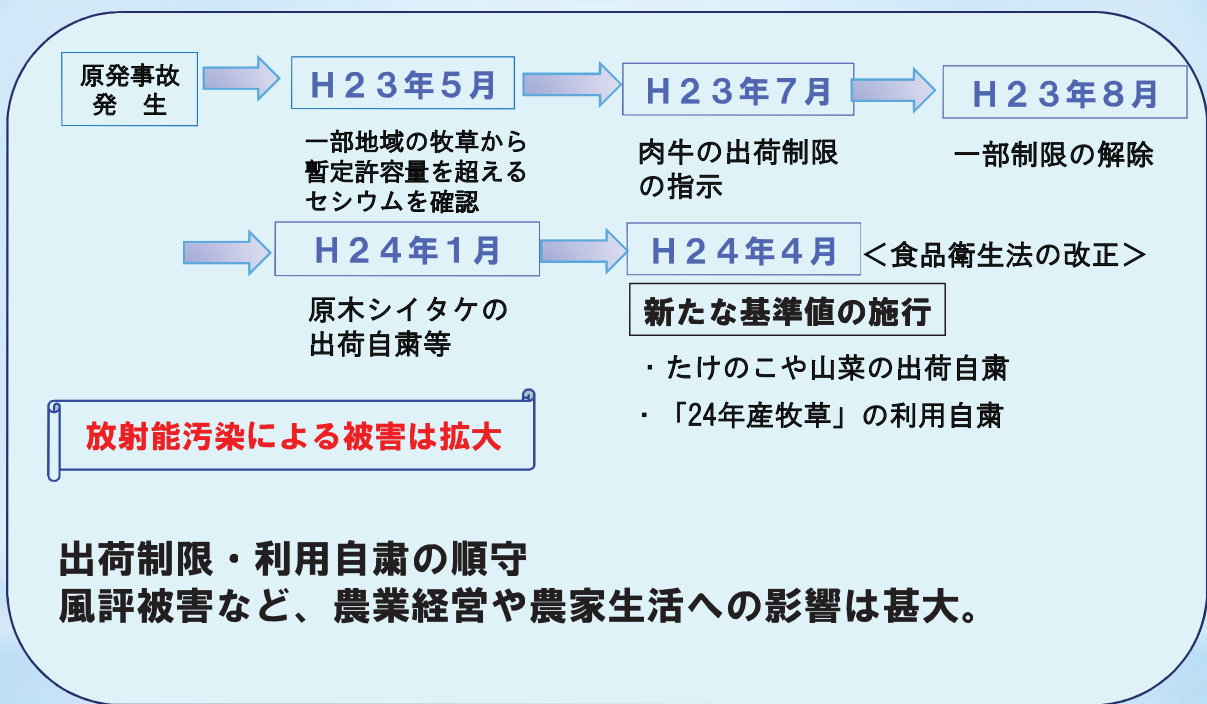 原発事故
発　生
Ｈ２３年５月
一部地域の牧草から
暫定許容量を超える
セシウムを確認
Ｈ２３年７月
肉牛の出荷制限
の指示
Ｈ２３年８月
一部制限の解除
Ｈ２４年１月
原木シイタケの
出荷自粛等
Ｈ２４年４月
＜食品衛生法の改正＞
新たな基準値の施行
・たけのこや山菜の出荷自粛
・「24年産牧草」の利用自粛
放射能汚染による被害は拡大
出荷制限・利用自粛の順守
風評被害など、農業経営や農家生活への影響は甚大。